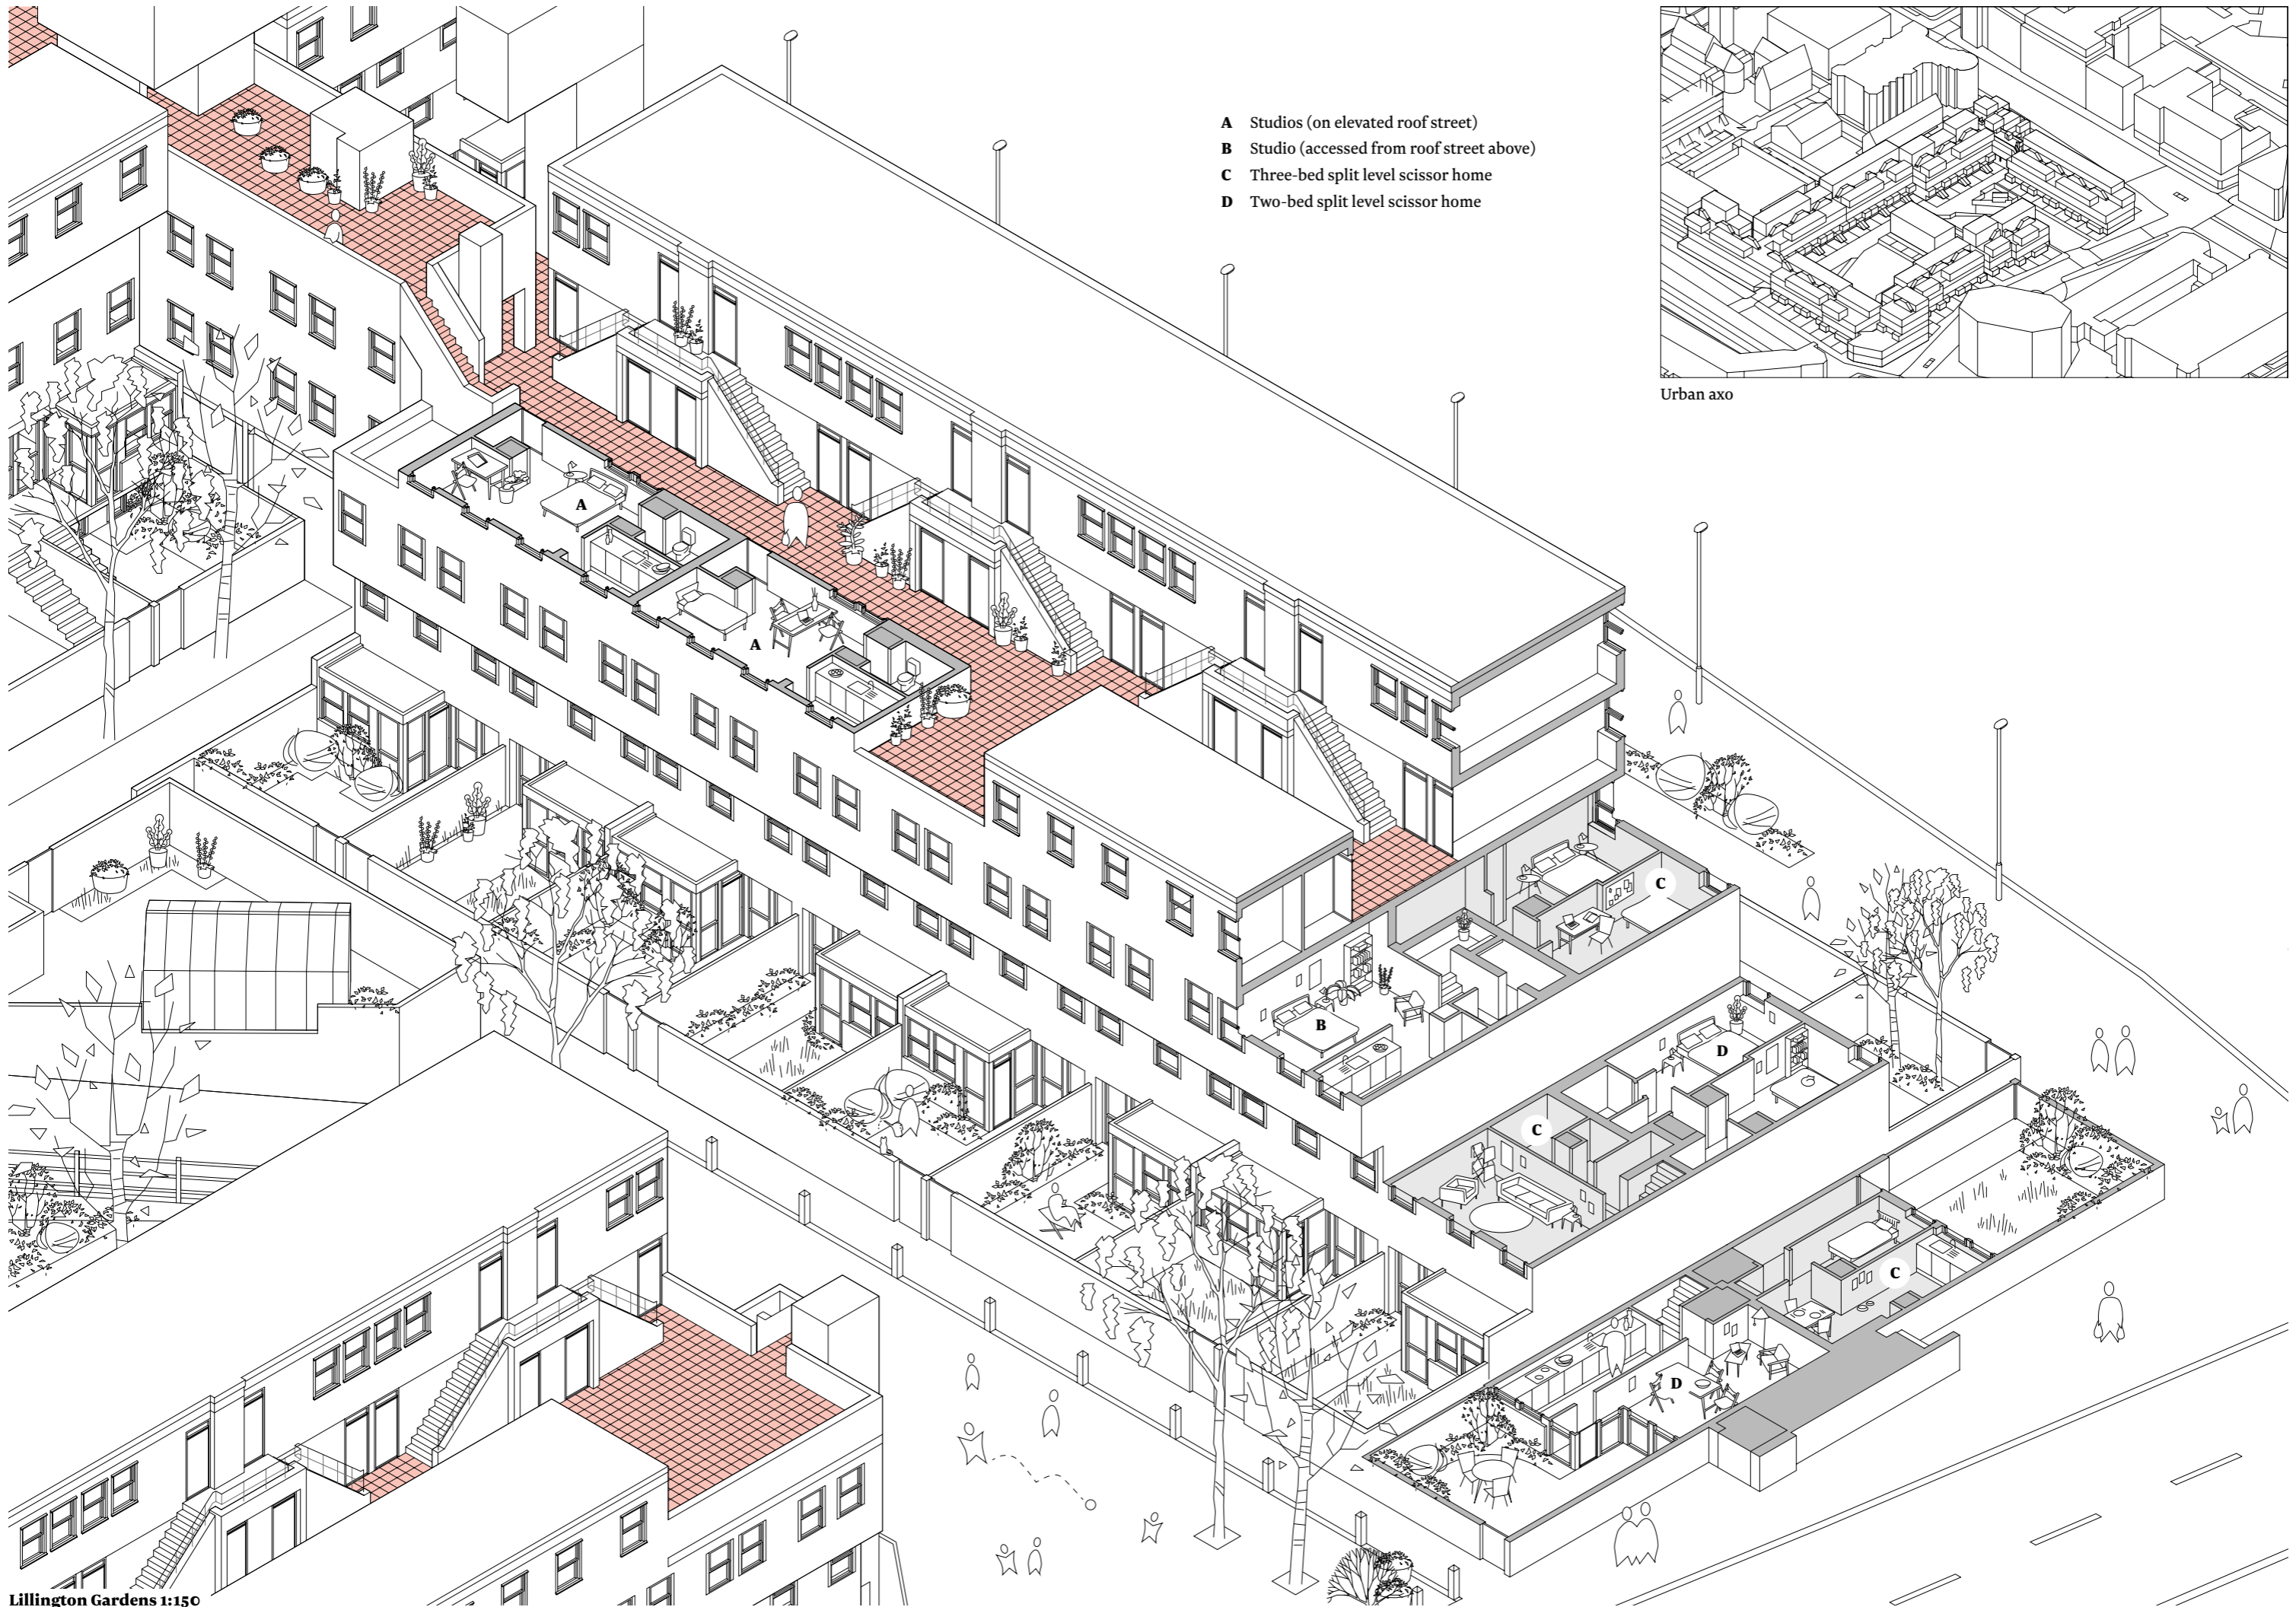 A Studios (on elevated roof street)
B Studio (accessed from roof street above)
C Three-bed split level scissor home
D Two-bed split level scissor home
Urban axo
A
A
C
B
D
C
C
D
Lillington Gardens 1:150